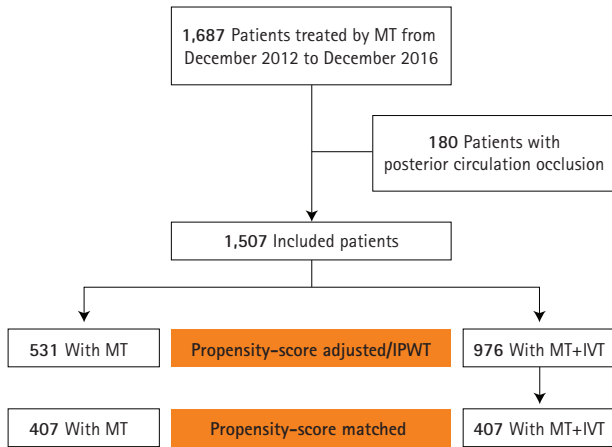 1,687 Patients treated by MT from
December 2012 to December 2016
180 Patients with
posterior circulation occlusion
1,507 Included patients
531 With MT
Propensity-score adjusted/IPWT
976 With MT+IVT
407 With MT
Propensity-score matched
407 With MT+IVT